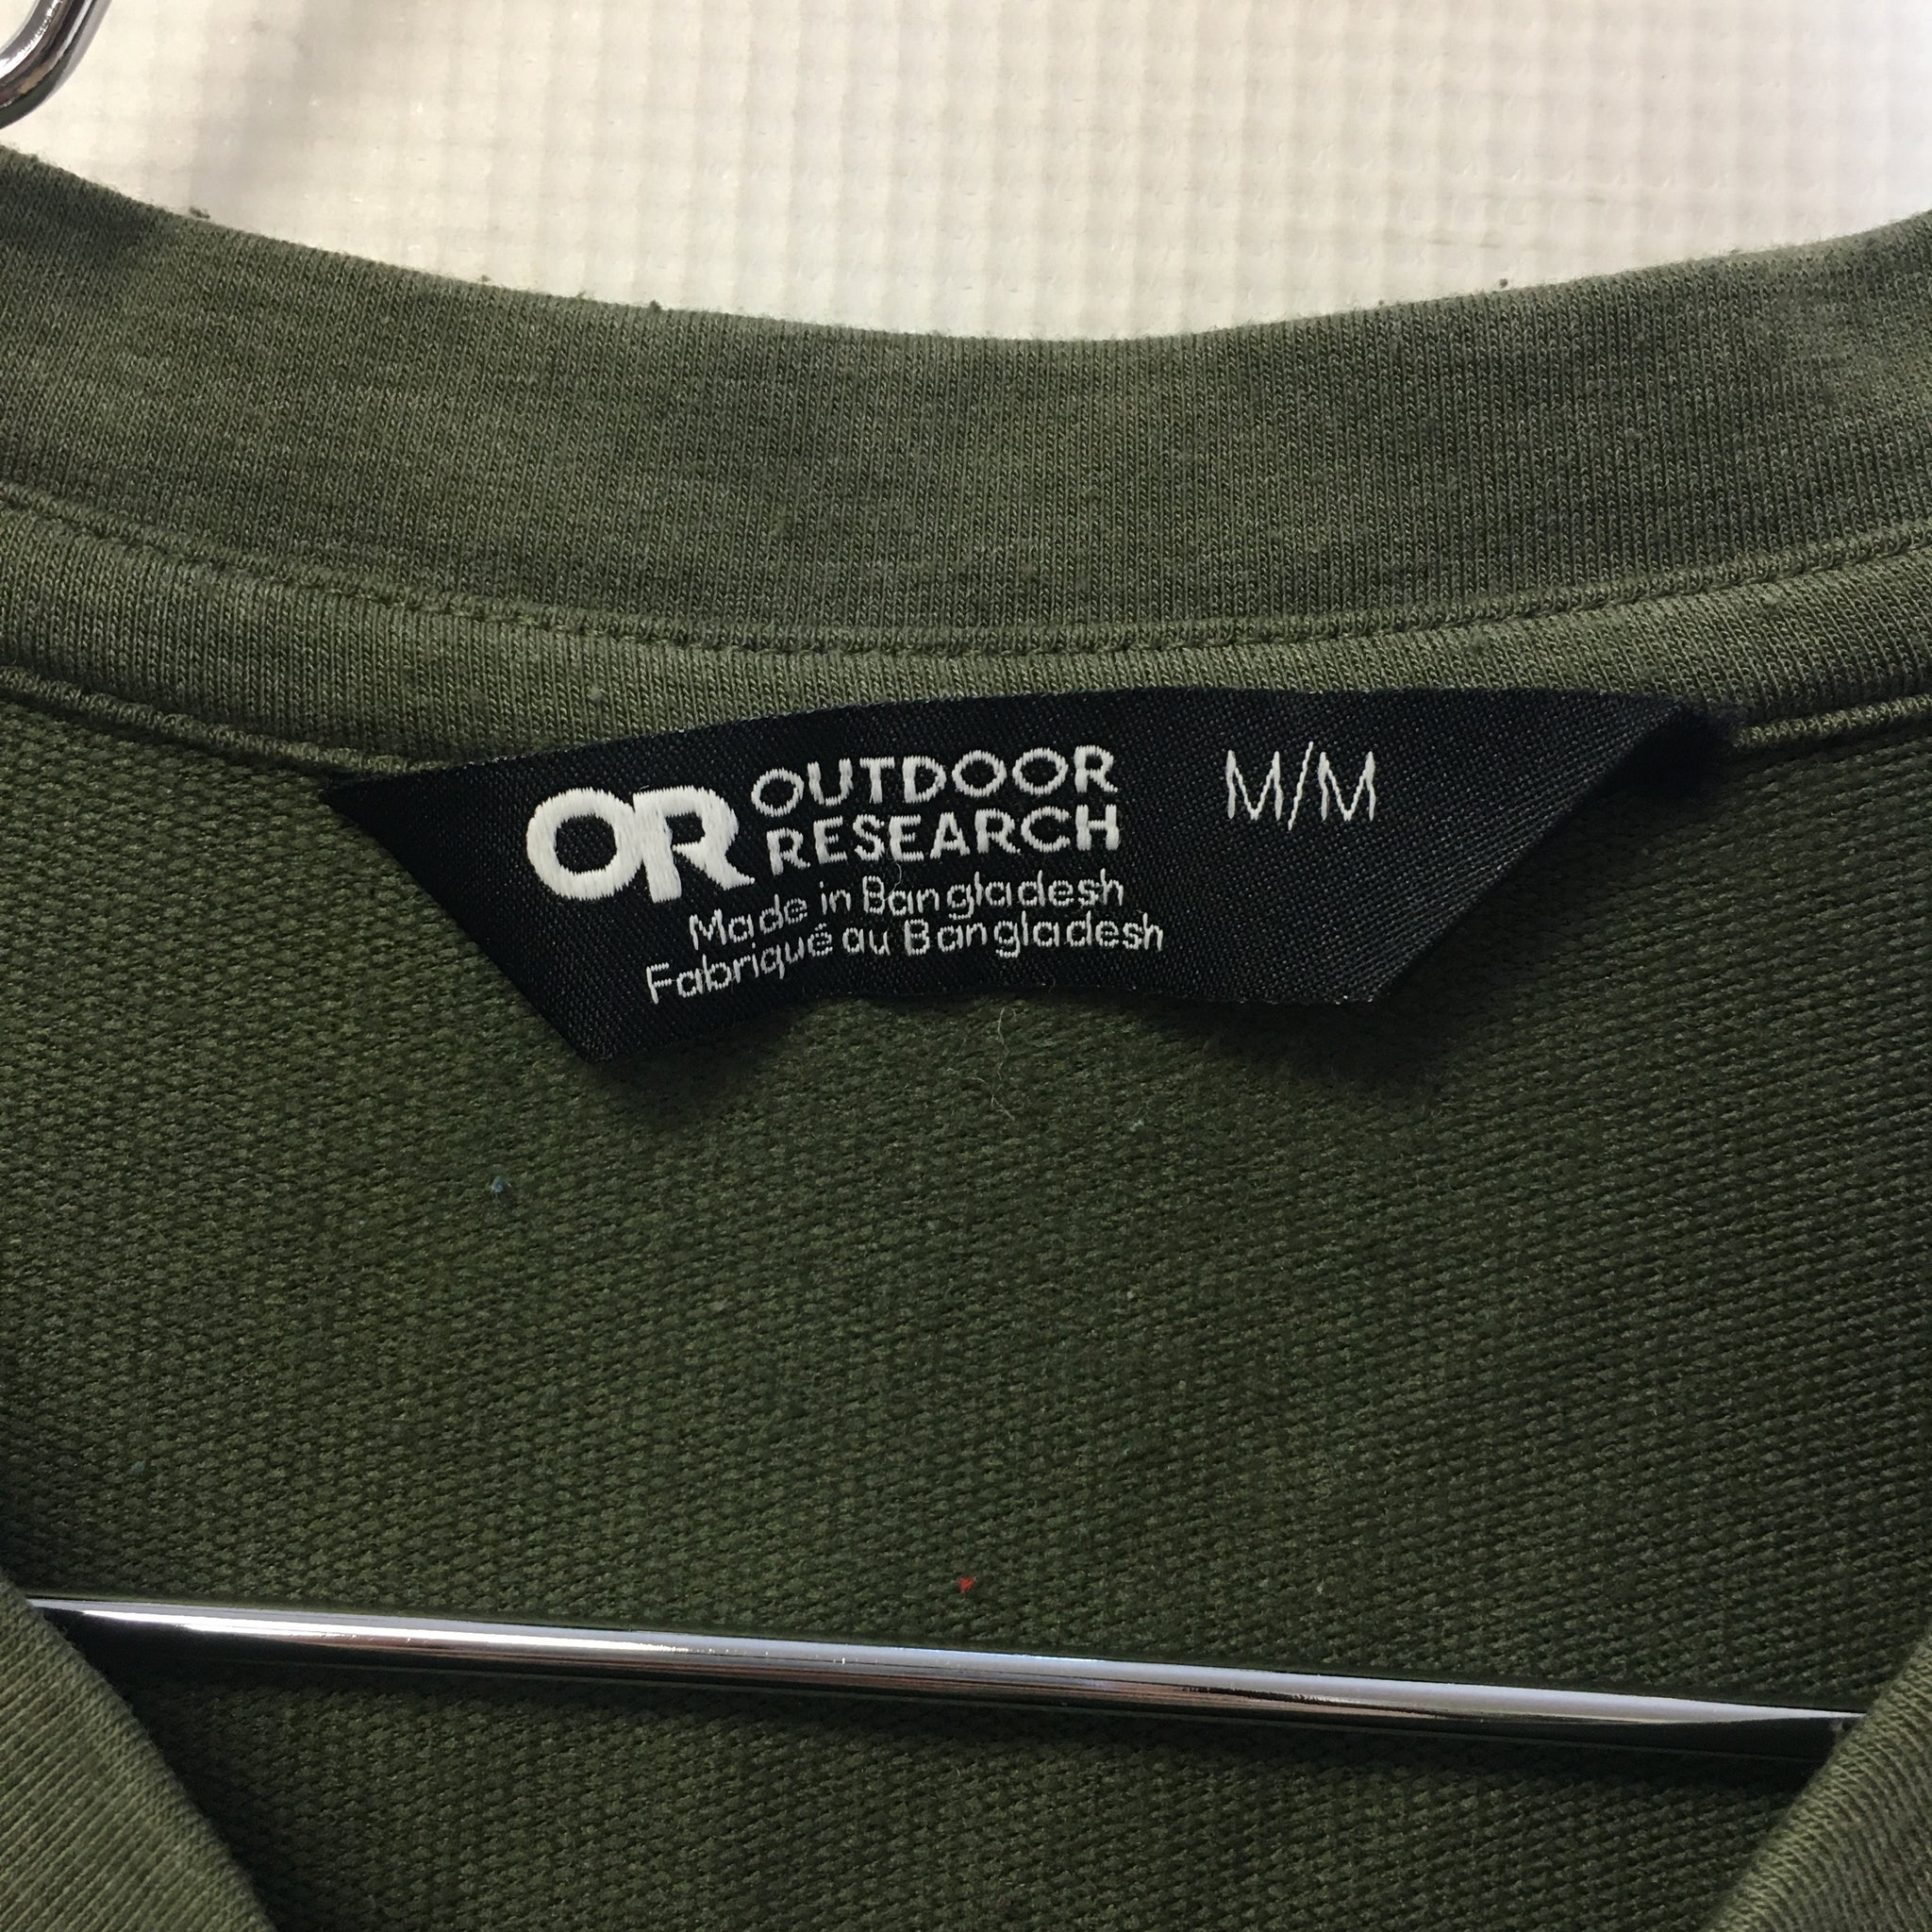 OR OUTDOOR RESEARCH M/M
Made in Bangladesh
Fabriqué au Bangladesh